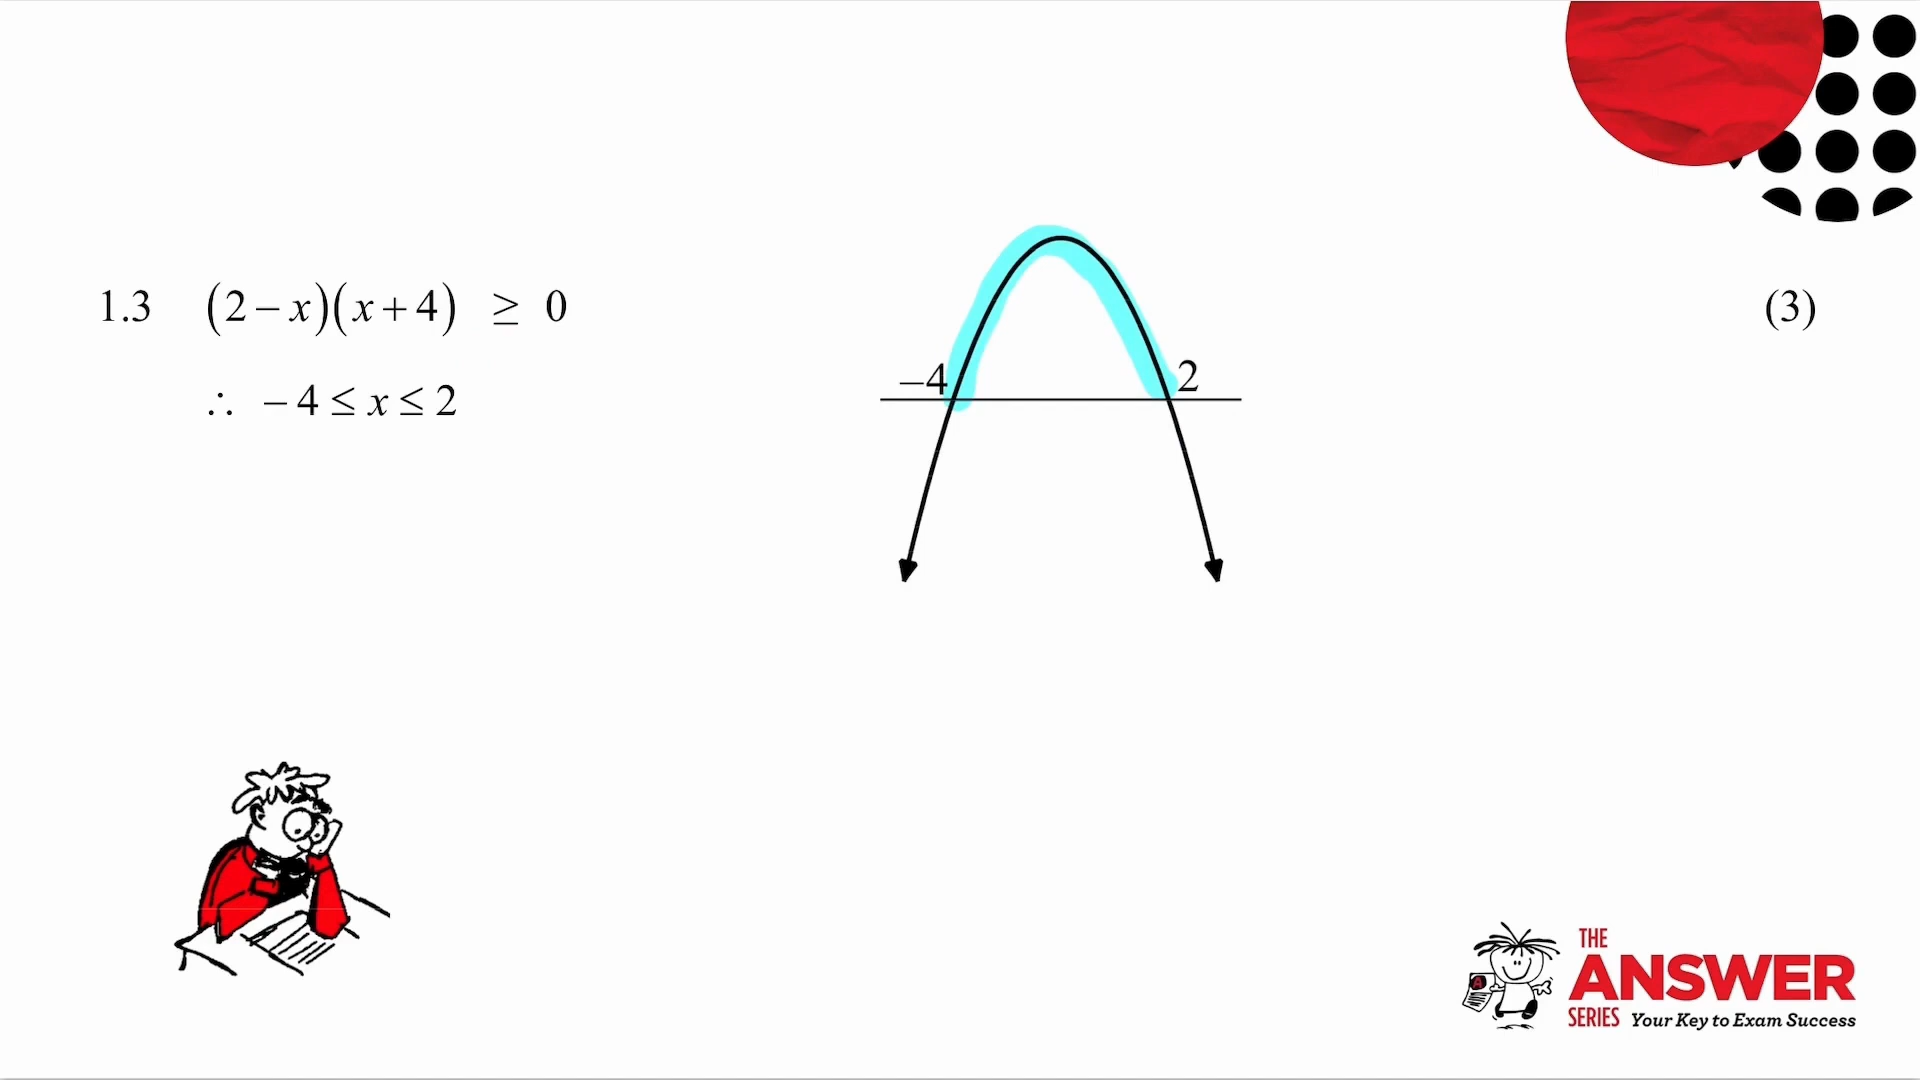 1.3 (2 – x)(x + 4) ≥ 0 (3)
∴ – 4 ≤ x ≤ 2
–4 2
A
THE
ANSWER
SERIES Your Key to Exam Success